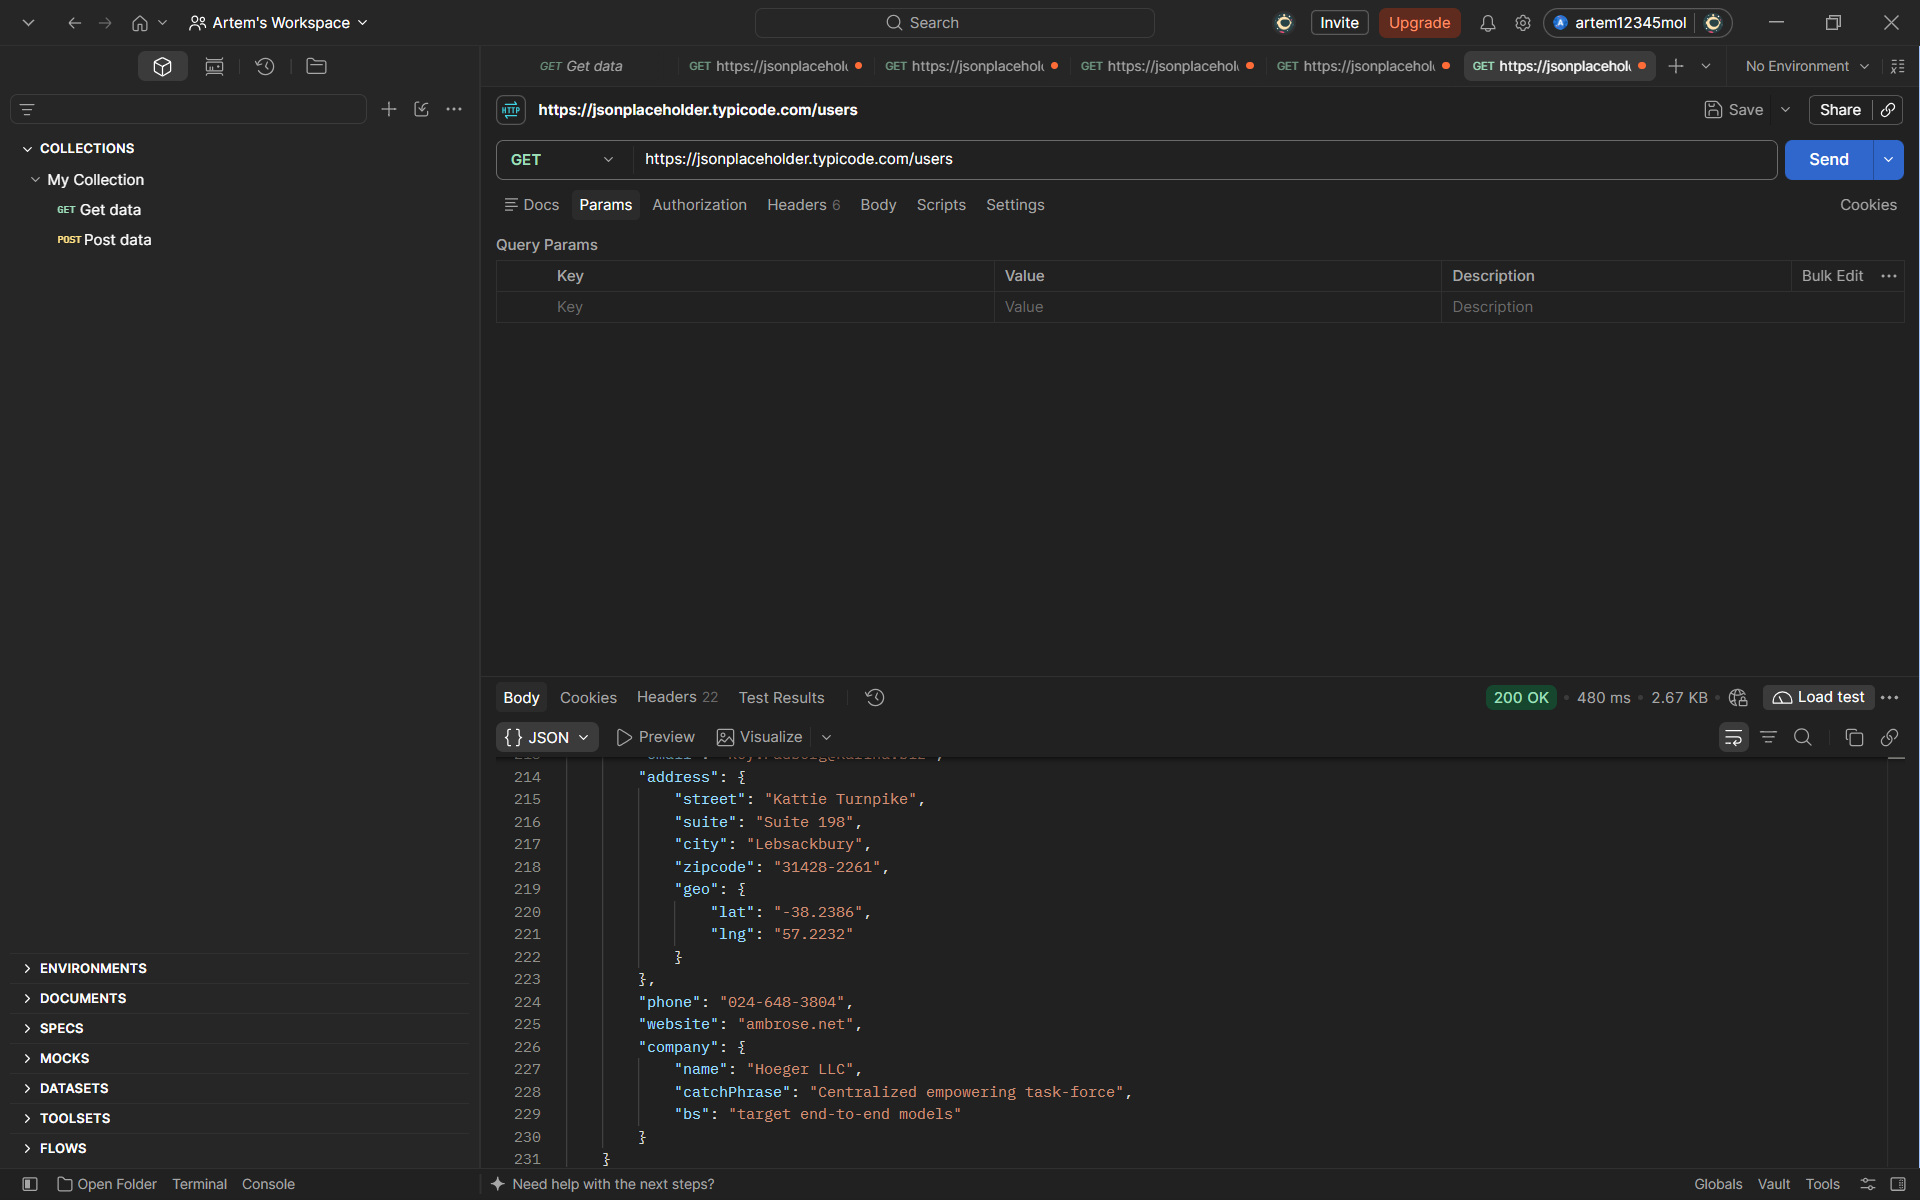 Artem's Workspace
Search
Invite
Upgrade
A artem12345mol
GET Get data
GET https://jsonplacehol
GET https://jsonplacehol
GET https://jsonplacehol
GET https://jsonplacehol
GET https://jsonplacehol
No Environment
COLLECTIONS
My Collection
GET Get data
POST Post data
ENVIRONMENTS
DOCUMENTS
SPECS
MOCKS
DATASETS
TOOLSETS
FLOWS
HTTP https://jsonplaceholder.typicode.com/users
Save
Share
GET https://jsonplaceholder.typicode.com/users
Send
Docs Params Authorization Headers 6 Body Scripts Settings Cookies
Query Params
Key Value Description Bulk Edit
Key Value Description
Body Cookies Headers 22 Test Results
200 OK • 480 ms • 2.67 KB
Load test
{} JSON Preview Visualize
214 "address": {
215 "street": "Kattie Turnpike",
216 "suite": "Suite 198",
217 "city": "Lebsackbury",
218 "zipcode": "31428-2261",
219 "geo": {
220 "lat": "-38.2386",
221 "lng": "57.2232"
222 }
223 },
224 "phone": "024-648-3804",
225 "website": "ambrose.net",
226 "company": {
227 "name": "Hoeger LLC",
228 "catchPhrase": "Centralized empowering task-force",
229 "bs": "target end-to-end models"
230 }
231 }
Open Folder Terminal Console
Need help with the next steps?
Globals Vault Tools